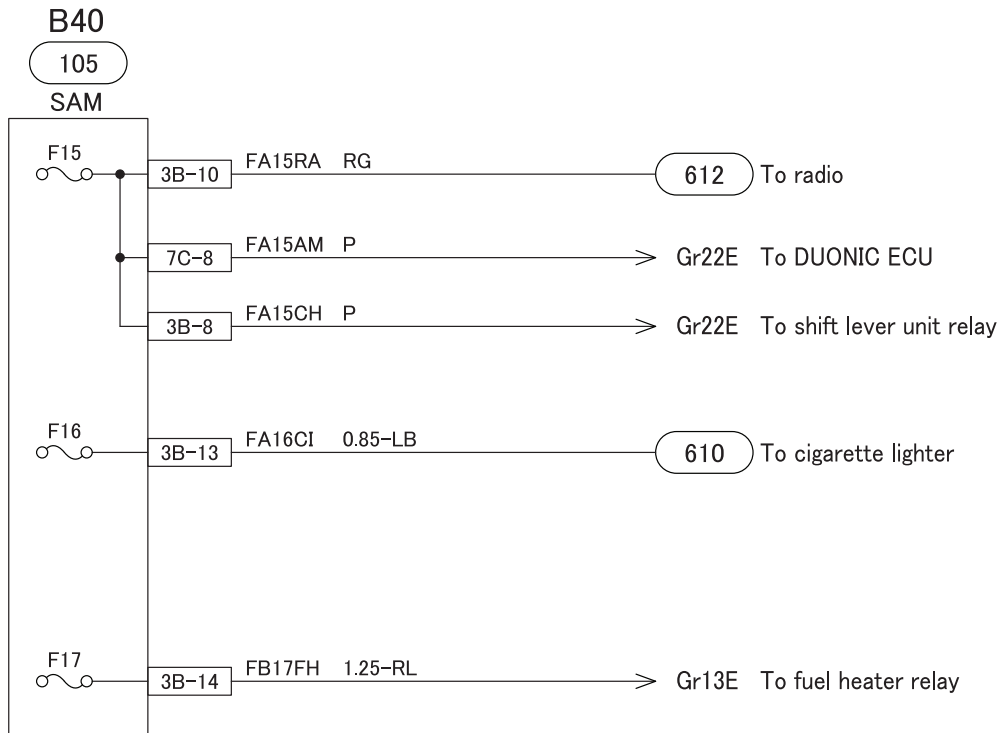 B40
105
SAM
F15
3B-10 FA15RA RG 612 To radio
7C-8 FA15AM P Gr22E To DUONIC ECU
3B-8 FA15CH P Gr22E To shift lever unit relay
F16
3B-13 FA16CI 0.85-LB 610 To cigarette lighter
F17
3B-14 FB17FH 1.25-RL Gr13E To fuel heater relay